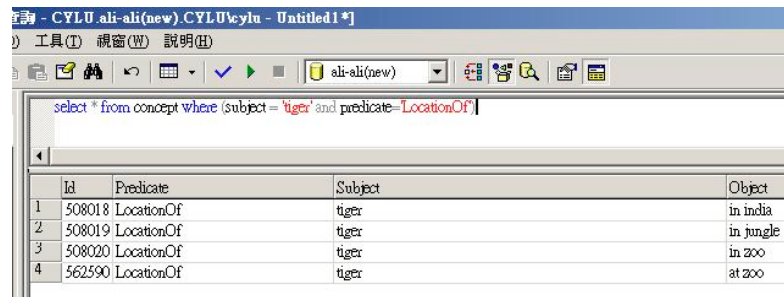 查詢 - CYLU.ali-ali(new).CYLU\cylu - Untitled1*]
) 工具(T) 視窗(W) 說明(H)
ali-ali(new)
select * from concept where (subject = 'tiger' and predicate='LocationOf')
Id Predicate Subject Object
1 508018 LocationOf tiger in india
2 508019 LocationOf tiger in jungle
3 508020 LocationOf tiger in zoo
4 562590 LocationOf tiger at zoo